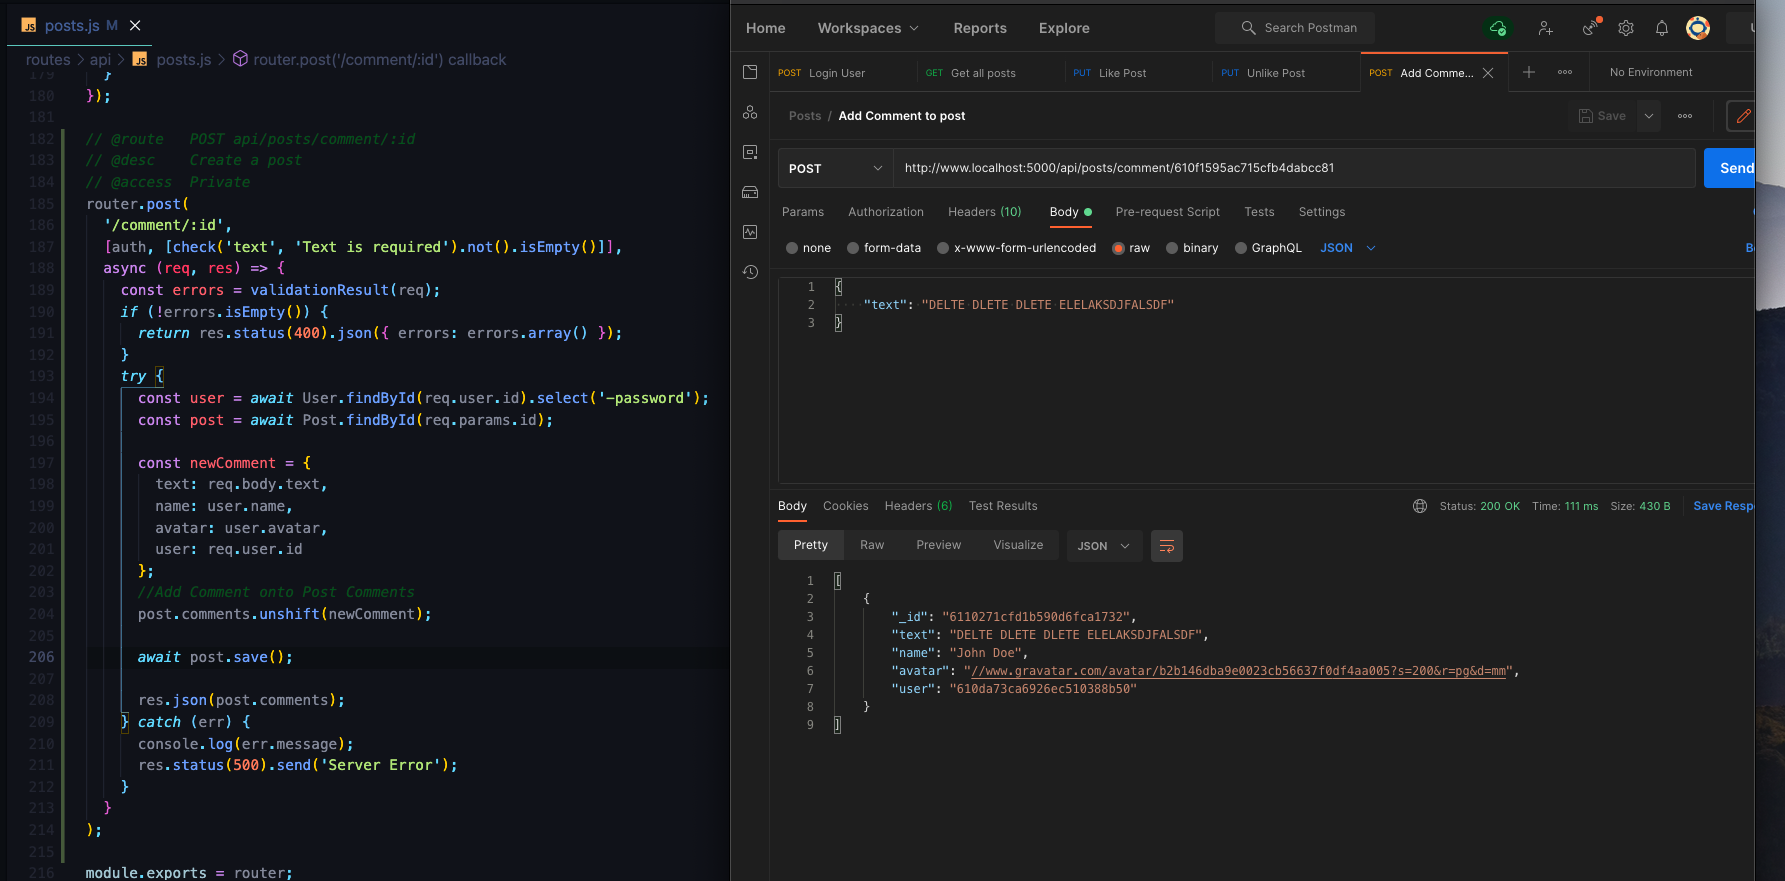 posts.js M
routes > api > posts.js > router.post('/comment/:id') callback
179 }
180 });
181
182 // @route   POST api/posts/comment/:id
183 // @desc    Create a post
184 // @access  Private
185 router.post(
186   '/comment/:id',
187   [auth, [check('text', 'Text is required').not().isEmpty()]],
188   async (req, res) => {
189     const errors = validationResult(req);
190     if (!errors.isEmpty()) {
191       return res.status(400).json({ errors: errors.array() });
192     }
193     try {
194       const user = await User.findById(req.user.id).select('-password');
195       const post = await Post.findById(req.params.id);
196
197       const newComment = {
198         text: req.body.text,
199         name: user.name,
200         avatar: user.avatar,
201         user: req.user.id
202       };
203       //Add Comment onto Post Comments
204       post.comments.unshift(newComment);
205
206       await post.save();
207
208       res.json(post.comments);
209     } catch (err) {
210       console.log(err.message);
211       res.status(500).send('Server Error');
212     }
213   }
214 );
215
216 module.exports = router;
Home Workspaces Reports Explore Search Postman
POST Login User GET Get all posts PUT Like Post PUT Unlike Post POST Add Comme... No Environment
Posts / Add Comment to post Save
POST http://www.localhost:5000/api/posts/comment/610f1595ac715cfb4dabcc81 Send
Params Authorization Headers (10) Body Pre-request Script Tests Settings
none form-data x-www-form-urlencoded raw binary GraphQL JSON
1 {
2     "text": "DELTE DLETE DLETE ELELAKSDJFALSDF"
3 }
Body Cookies Headers (6) Test Results Status: 200 OK Time: 111 ms Size: 430 B Save Resp
Pretty Raw Preview Visualize JSON
1 [
2     {
3         "_id": "6110271cfd1b590d6fca1732",
4         "text": "DELTE DLETE DLETE ELELAKSDJFALSDF",
5         "name": "John Doe",
6         "avatar": "//www.gravatar.com/avatar/b2b146dba9e0023cb56637f0df4aa005?s=200&r=pg&d=mm",
7         "user": "610da73ca6926ec510388b50"
8     }
9 ]